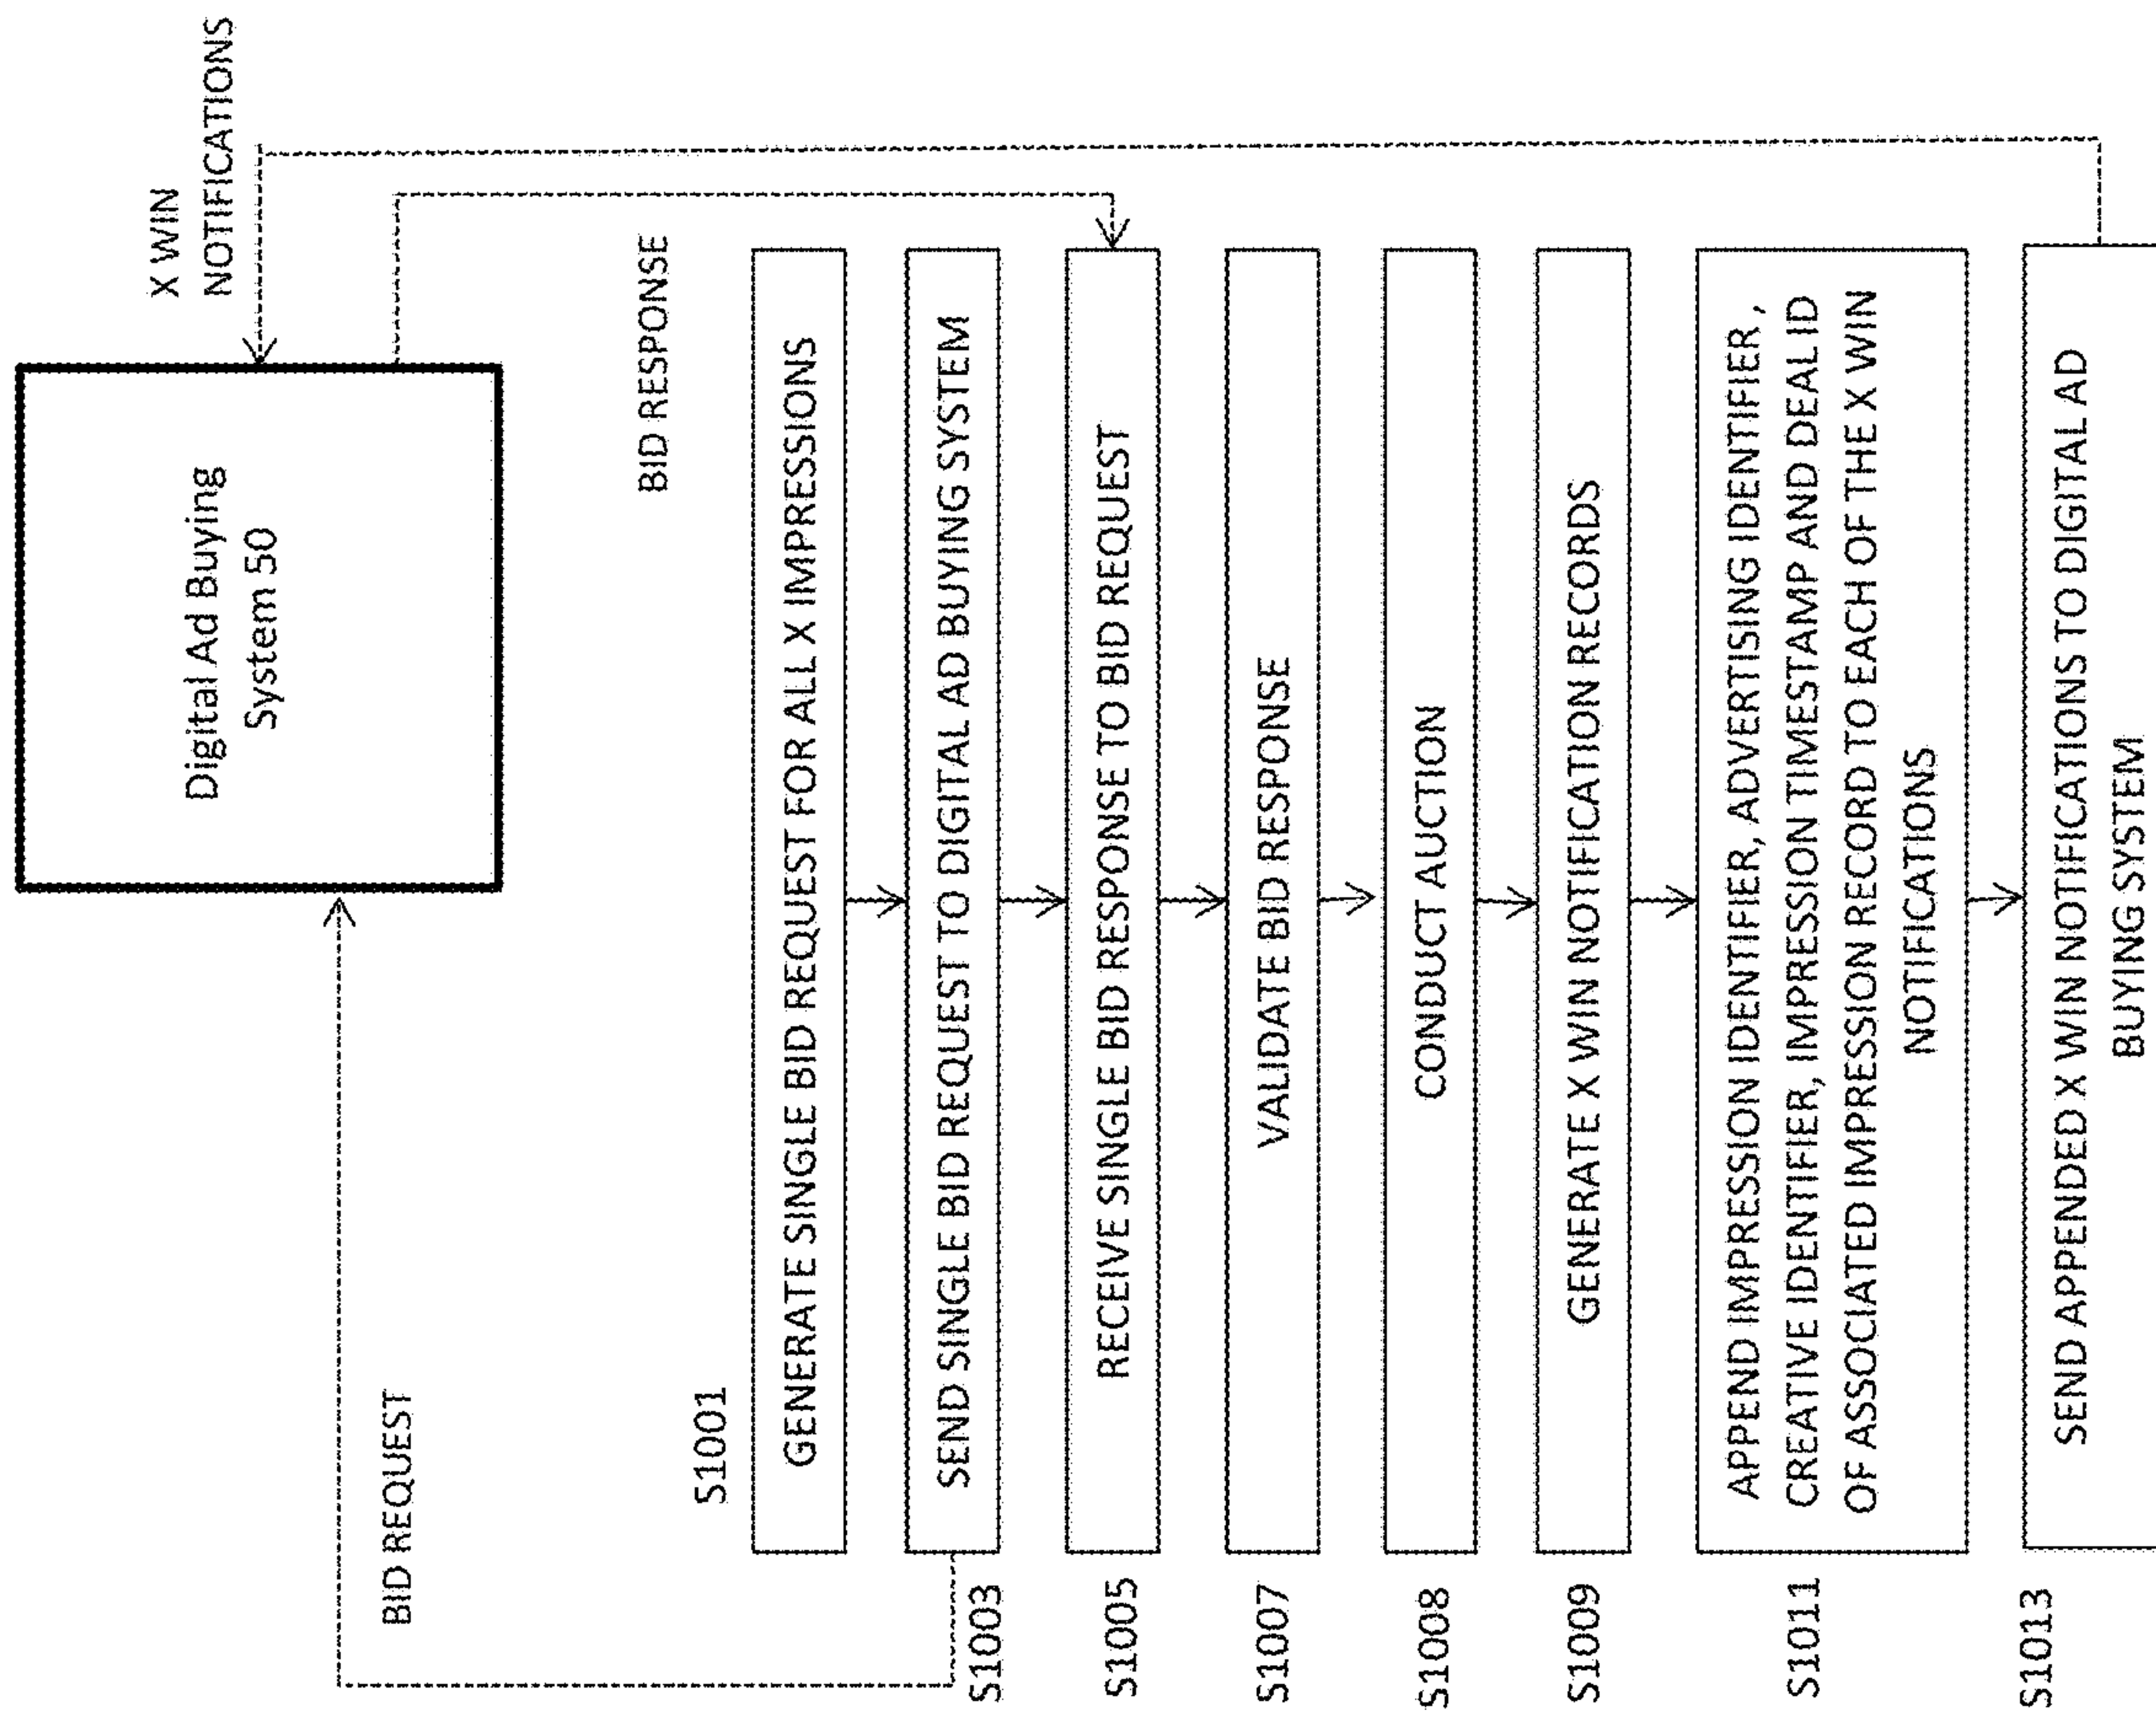 X WIN
NOTIFICATIONS
Digital Ad Buying
System 50
BID REQUEST
BID RESPONSE
S1001
GENERATE SINGLE BID REQUEST FOR ALL X IMPRESSIONS
S1003
SEND SINGLE BID REQUEST TO DIGITAL AD BUYING SYSTEM
S1005
RECEIVE SINGLE BID RESPONSE TO BID REQUEST
S1007
VALIDATE BID RESPONSE
S1008
CONDUCT AUCTION
S1009
GENERATE X WIN NOTIFICATION RECORDS
S1011
APPEND IMPRESSION IDENTIFIER, ADVERTISING IDENTIFIER ,
CREATIVE IDENTIFIER, IMPRESSION TIMESTAMP AND DEAL ID
OF ASSOCIATED IMPRESSION RECORD TO EACH OF THE X WIN
NOTIFICATIONS
S1013
SEND APPENDED X WIN NOTIFICATIONS TO DIGITAL AD
BUYING SYSTEM